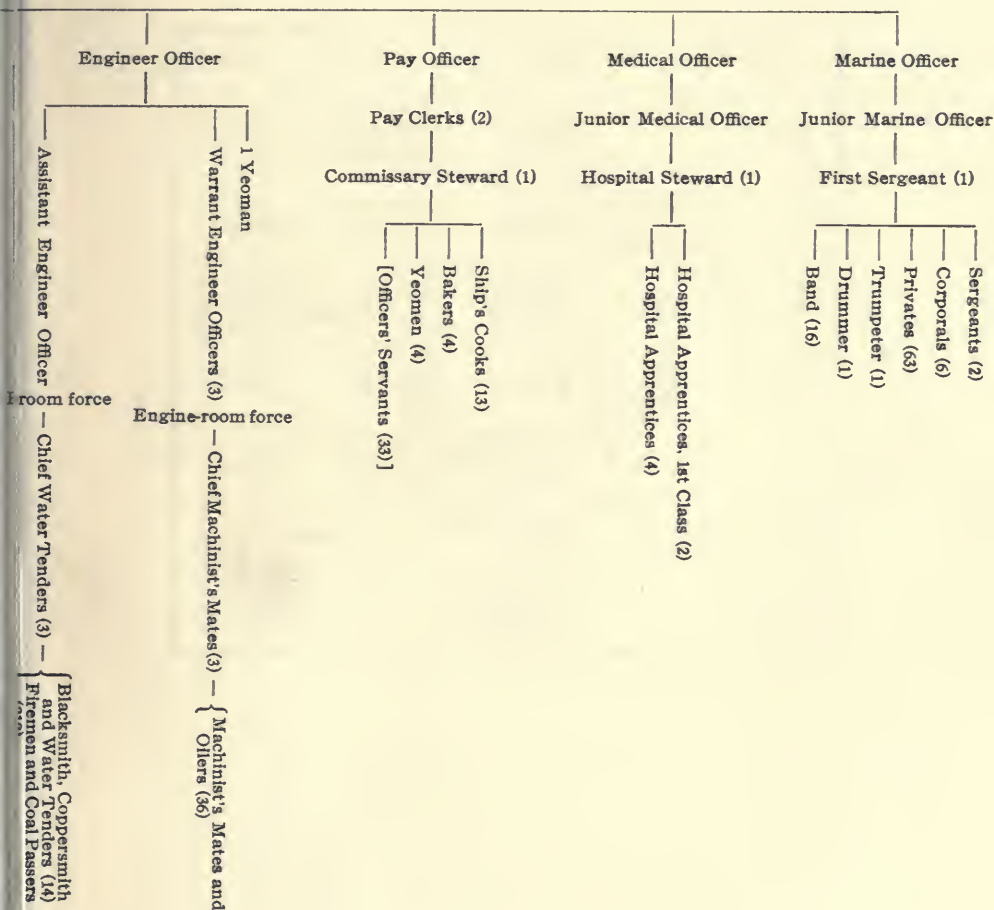 Engineer Officer
Pay Officer
Medical Officer
Marine Officer
Pay Clerks (2)
Junior Medical Officer
Junior Marine Officer
Commissary Steward (1)
Hospital Steward (1)
First Sergeant (1)
1 Yeoman
Warrant Engineer Officers (3)
Assistant Engineer Officer
Ship's Cooks (13)
Bakers (4)
Yeomen (4)
[Officers' Servants (33)]
Hospital Apprentices, 1st Class (2)
Hospital Apprentices (4)
Sergeants (2)
Corporals (6)
Privates (63)
Trumpeter (1)
Drummer (1)
Band (16)
room force
Engine-room force
Chief Machinist's Mates (3)
Machinist's Mates and
Oilers (36)
Chief Water Tenders (3)
Blacksmith, Coppersmith
and Water Tenders (14)
Firemen and Coal Passers